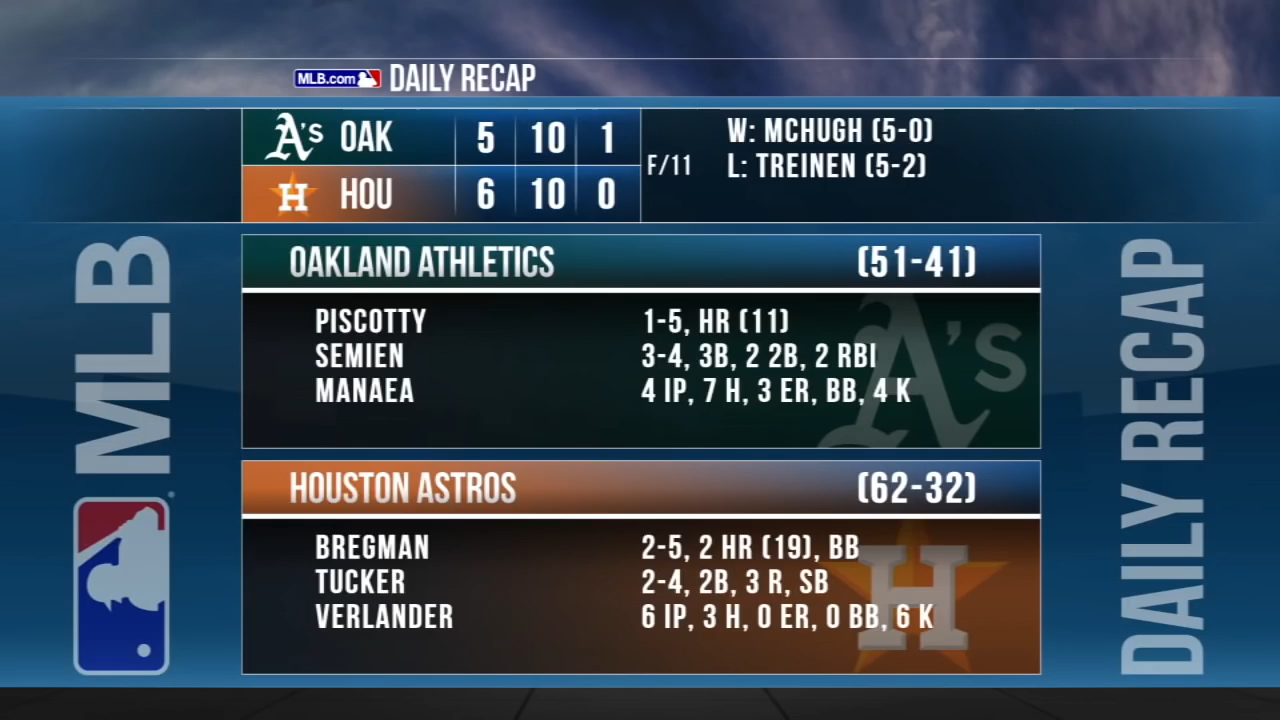 MLB.com DAILY RECAP
A's OAK 5 10 1
H HOU 6 10 0
F/11
W: MCHUGH (5-0)
L: TREINEN (5-2)
OAKLAND ATHLETICS (51-41)
PISCOTTY 1-5, HR (11)
SEMIEN 3-4, 3B, 2 2B, 2 RBI
MANAEA 4 IP, 7 H, 3 ER, BB, 4 K
A's
HOUSTON ASTROS (62-32)
BREGMAN 2-5, 2 HR (19), BB
TUCKER 2-4, 2B, 3 R, SB
VERLANDER 6 IP, 3 H, 0 ER, 0 BB, 6 K
H
MLB
DAILY RECAP